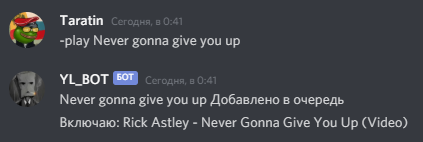 Taratin Сегодня, в 0:41
-play Never gonna give you up
YL_BOT БОТ Сегодня, в 0:41
Never gonna give you up Добавлено в очередь
Включаю: Rick Astley - Never Gonna Give You Up (Video)